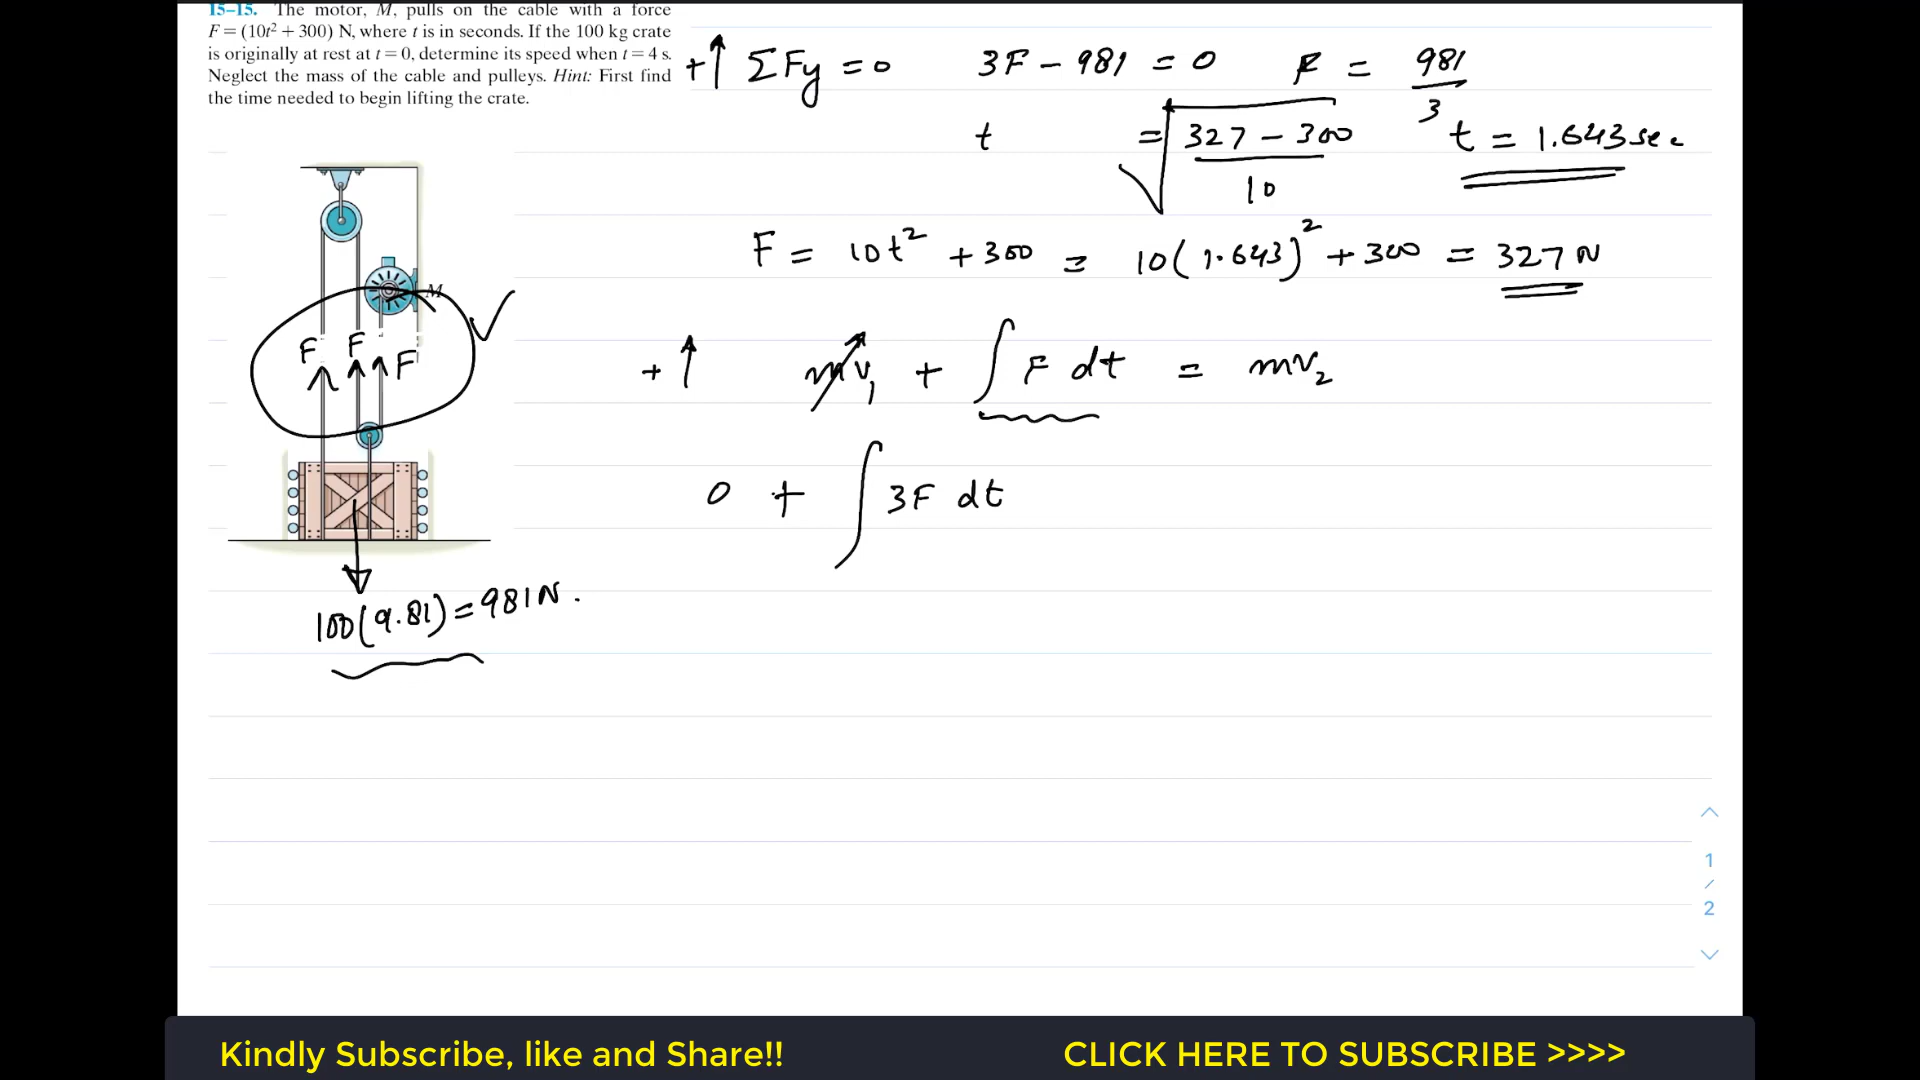 15–15. The motor, M, pulls on the cable with a force
F = (10t² + 300) N, where t is in seconds. If the 100 kg crate
is originally at rest at t = 0, determine its speed when t = 4 s.
Neglect the mass of the cable and pulleys. Hint: First find
the time needed to begin lifting the crate.
+↑ ΣFy = 0 3F – 981 = 0 F = 981/3
t = √((327 – 300)/10) t = 1.643 sec
F = 10t² + 300 = 10(1.643)² + 300 = 327 N
M
F F F
+↑ mv₁ + ∫ F dt = mv₂
0 + ∫ 3F dt
100(9.81) = 981 N.
1
/
2
Kindly Subscribe, like and Share!! CLICK HERE TO SUBSCRIBE >>>>